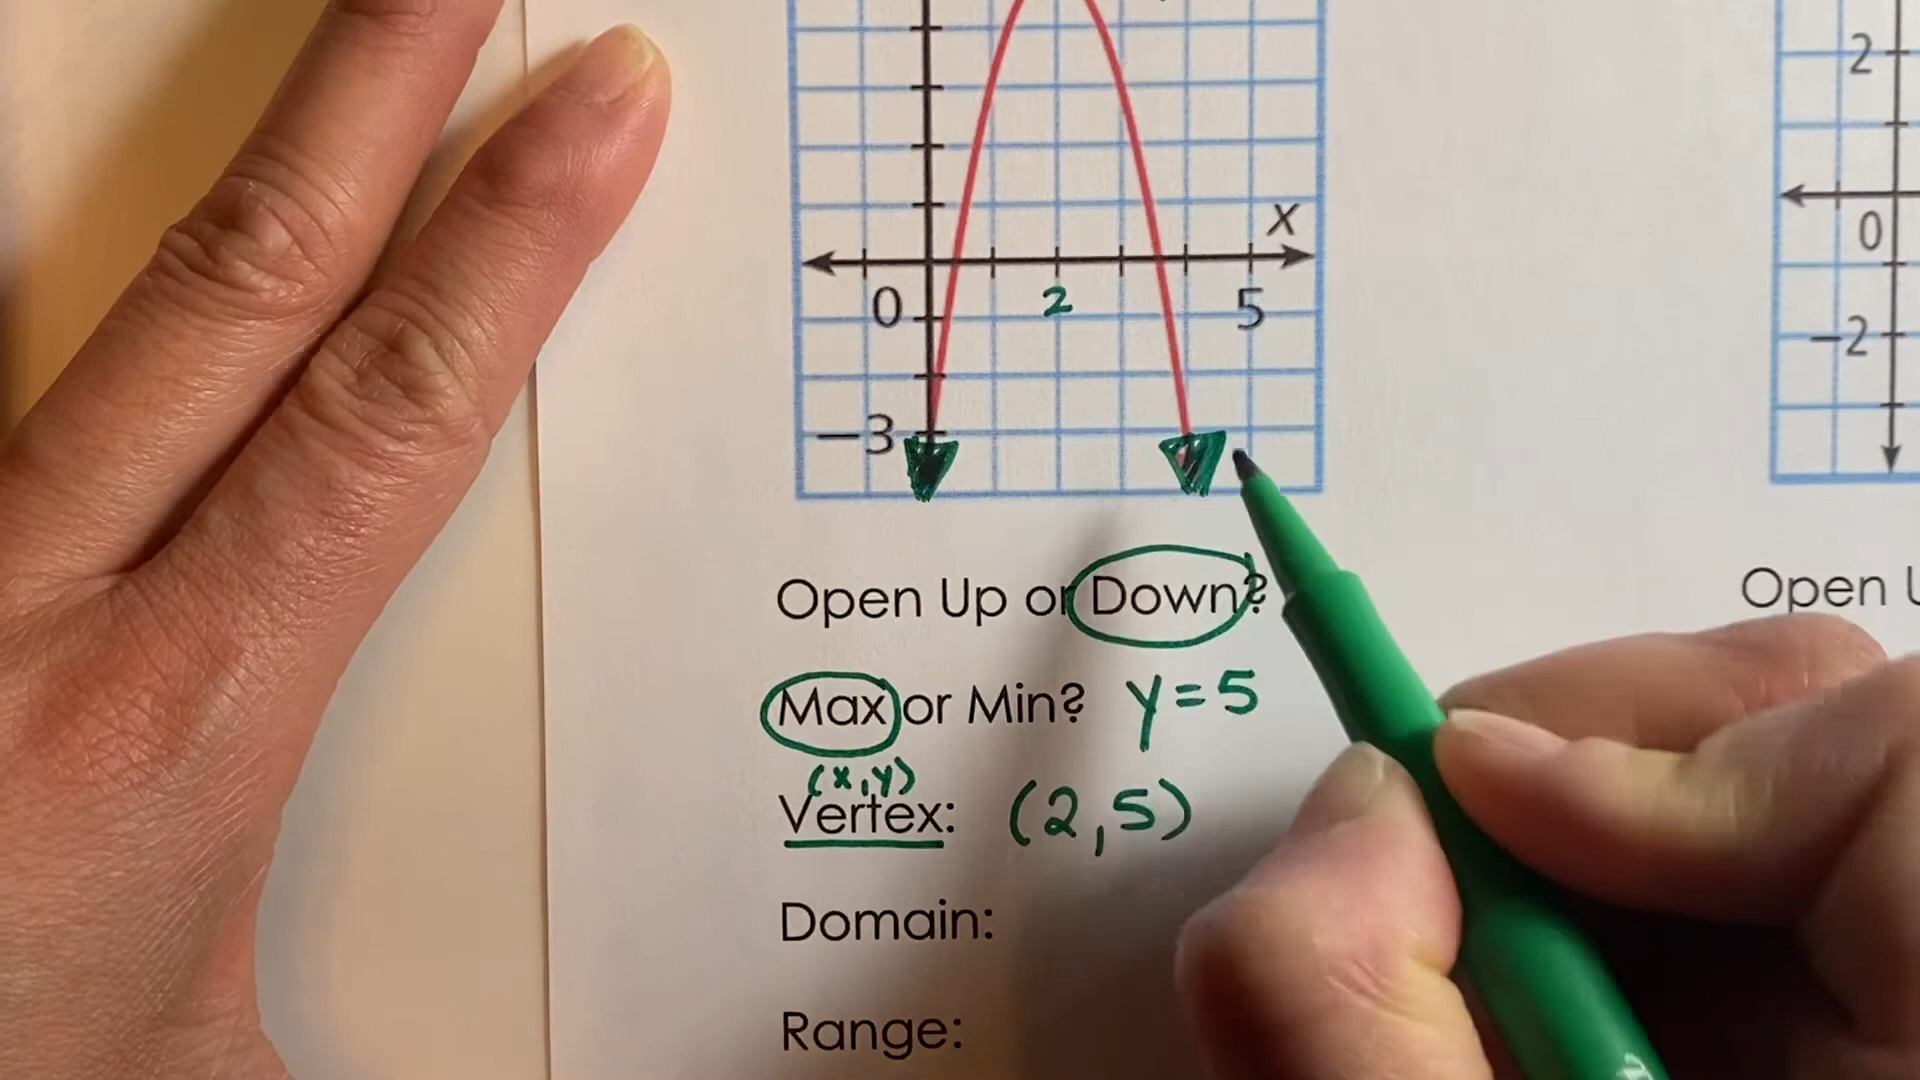 2
X
0
0
2
5
-2
-3
Open Up or Down?
Open U
Max or Min? y=5
(x,y)
Vertex: (2,5)
Domain:
Range: